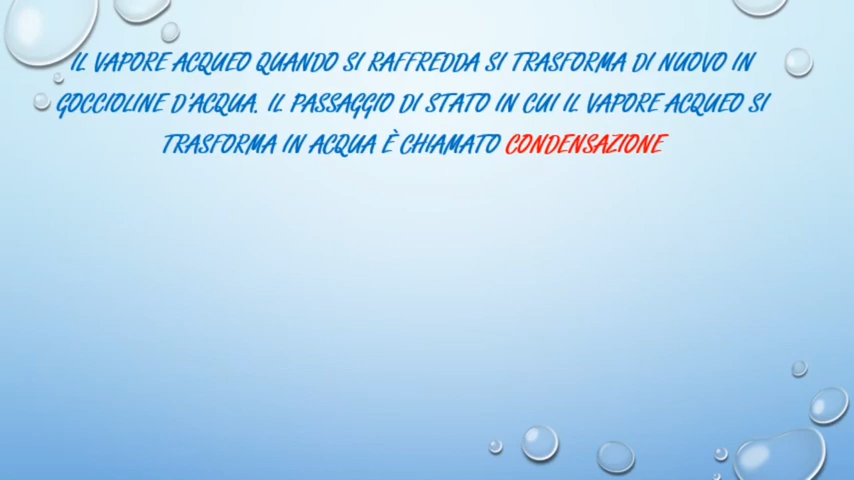 IL VAPORE ACQUEO QUANDO SI RAFFREDDA SI TRASFORMA DI NUOVO IN
GOCCIOLINE D'ACQUA. IL PASSAGGIO DI STATO IN CUI IL VAPORE ACQUEO SI
TRASFORMA IN ACQUA È CHIAMATO CONDENSAZIONE